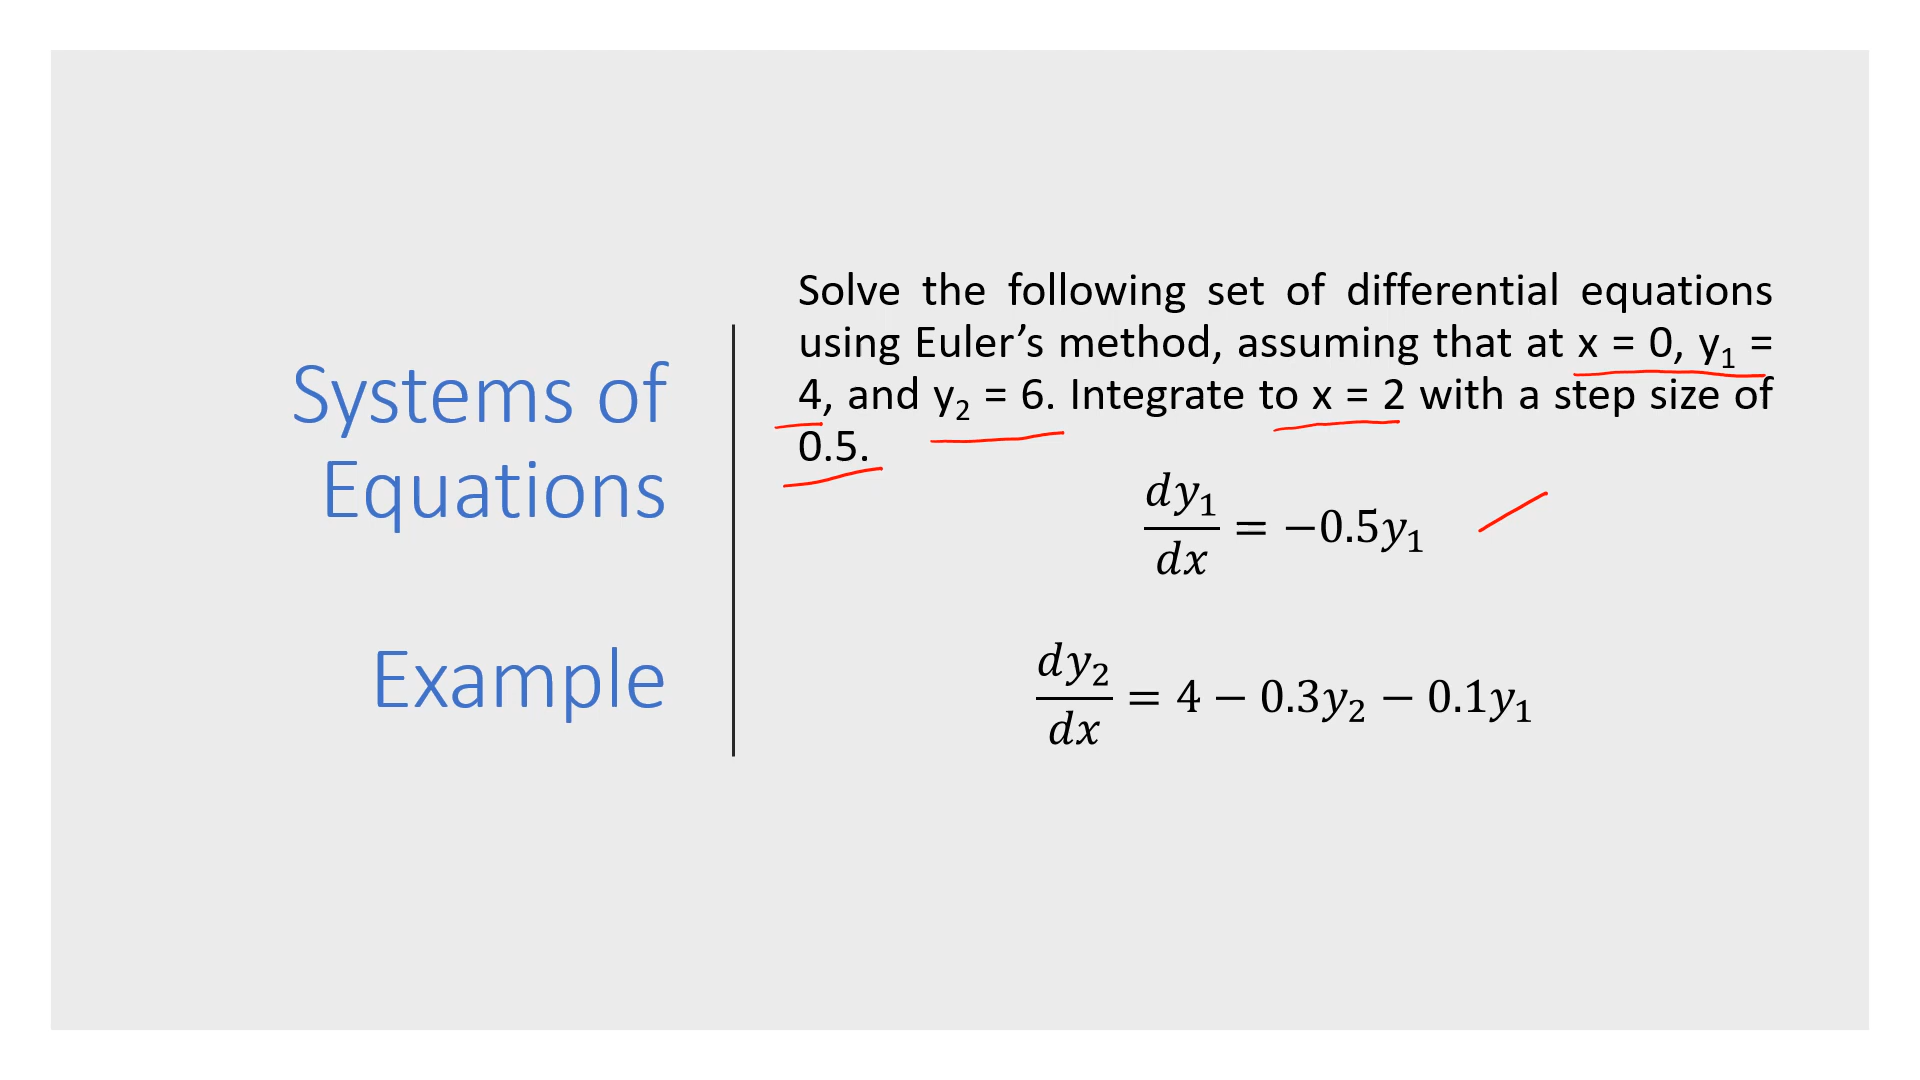 Systems of
Equations
Example
Solve the following set of differential equations
using Euler’s method, assuming that at x = 0, y₁ =
4, and y₂ = 6. Integrate to x = 2 with a step size of
0.5.
dy₁/dx = −0.5y₁
dy₂/dx = 4 − 0.3y₂ − 0.1y₁